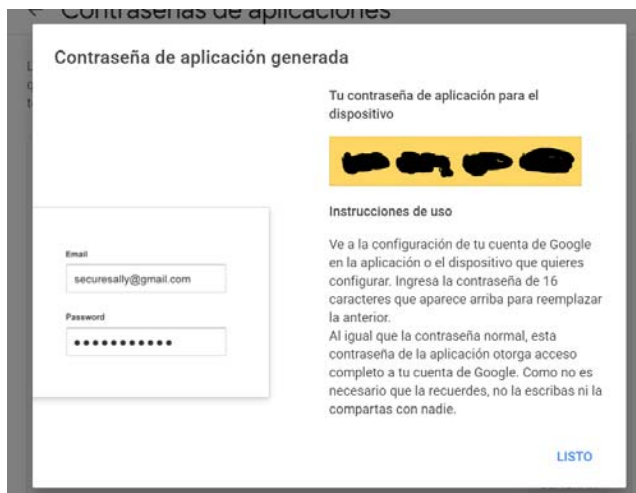 ← Contraseñas de aplicaciones
Contraseña de aplicación generada
Tu contraseña de aplicación para el
dispositivo
Instrucciones de uso
Email
securesally@gmail.com
Password
Ve a la configuración de tu cuenta de Google
en la aplicación o el dispositivo que quieres
configurar. Ingresa la contraseña de 16
caracteres que aparece arriba para reemplazar
la anterior.
Al igual que la contraseña normal, esta
contraseña de la aplicación otorga acceso
completo a tu cuenta de Google. Como no es
necesario que la recuerdes, no la escribas ni la
compartas con nadie.
LISTO